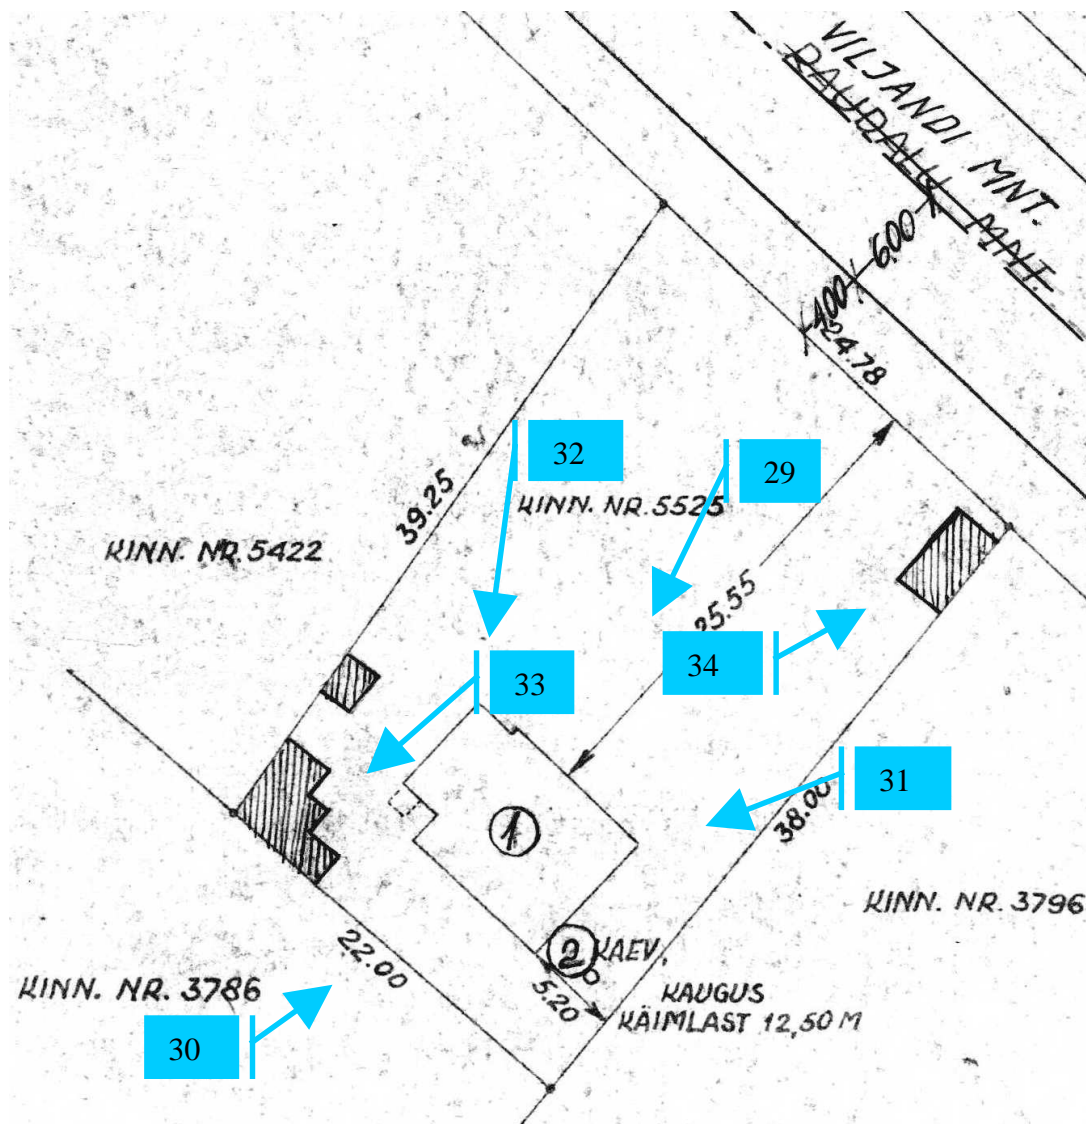 VILJANDI MNT.
RAUDALU MNT.
6.00
4.00
24.78
32
29
39.25
KINN. NR. 5525
KINN. NR. 5422
25.55
34
33
31
38.00
1
KINN. NR. 3796
22.00
2
KAEV,
KINN. NR. 3786
5.20
KAUGUS
KÄIMLAST 12,50 M
30